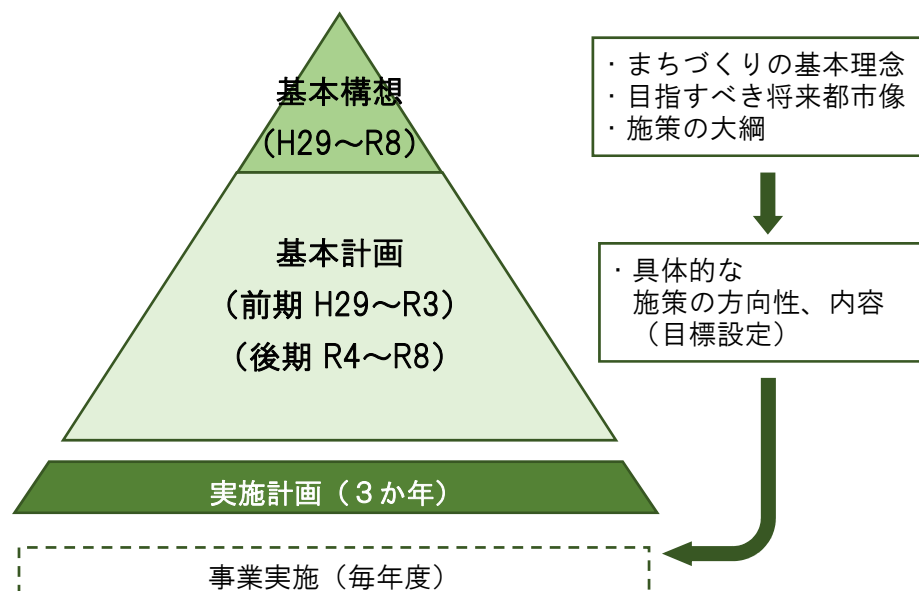 基本構想
(H29～R8)
・まちづくりの基本理念
・目指すべき将来都市像
・施策の大綱
基本計画
（前期 H29～R3）
（後期 R4～R8）
・具体的な
施策の方向性、内容
（目標設定）
実施計画（３か年）
事業実施（毎年度）